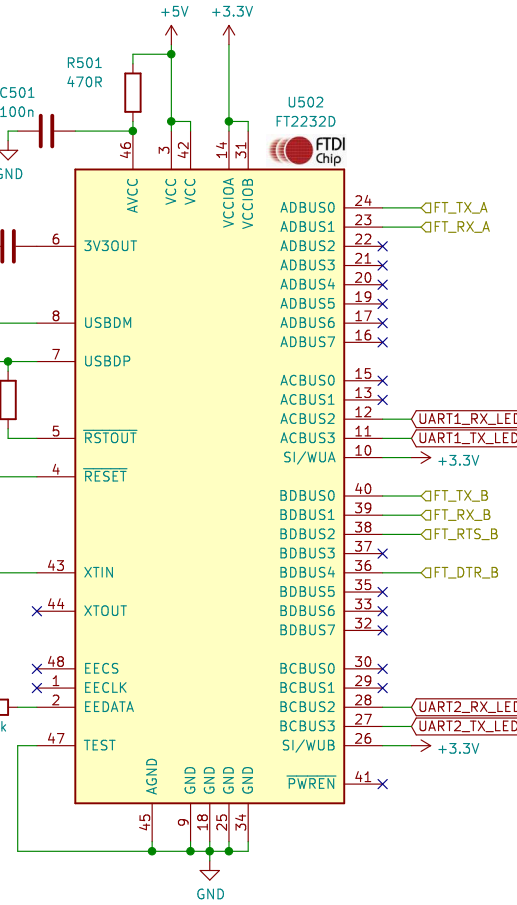 +5V
+3.3V
R501
470R
C501
100n
GND
U502
FT2232D
FTDI
Chip
46
3
42
14
31
AVCC
VCC
VCC
VCCIOA
VCCIOB
6
3V3OUT
8
USBDM
7
USBDP
5
RSTOUT
4
RESET
43
XTIN
44
XTOUT
48
EECS
1
EECLK
2
EEDATA
k
47
TEST
ADBUS0
24
FT_TX_A
ADBUS1
23
FT_RX_A
ADBUS2
22
ADBUS3
21
ADBUS4
20
ADBUS5
19
ADBUS6
17
ADBUS7
16
ACBUS0
15
ACBUS1
13
ACBUS2
12
UART1_RX_LED
ACBUS3
11
UART1_TX_LED
SI/WUA
10
+3.3V
BDBUS0
40
FT_TX_B
BDBUS1
39
FT_RX_B
BDBUS2
38
FT_RTS_B
BDBUS3
37
BDBUS4
36
FT_DTR_B
BDBUS5
35
BDBUS6
33
BDBUS7
32
BCBUS0
30
BCBUS1
29
BCBUS2
28
UART2_RX_LED
BCBUS3
27
UART2_TX_LED
SI/WUB
26
+3.3V
PWREN
41
AGND
GND
GND
GND
GND
45
9
18
25
34
GND